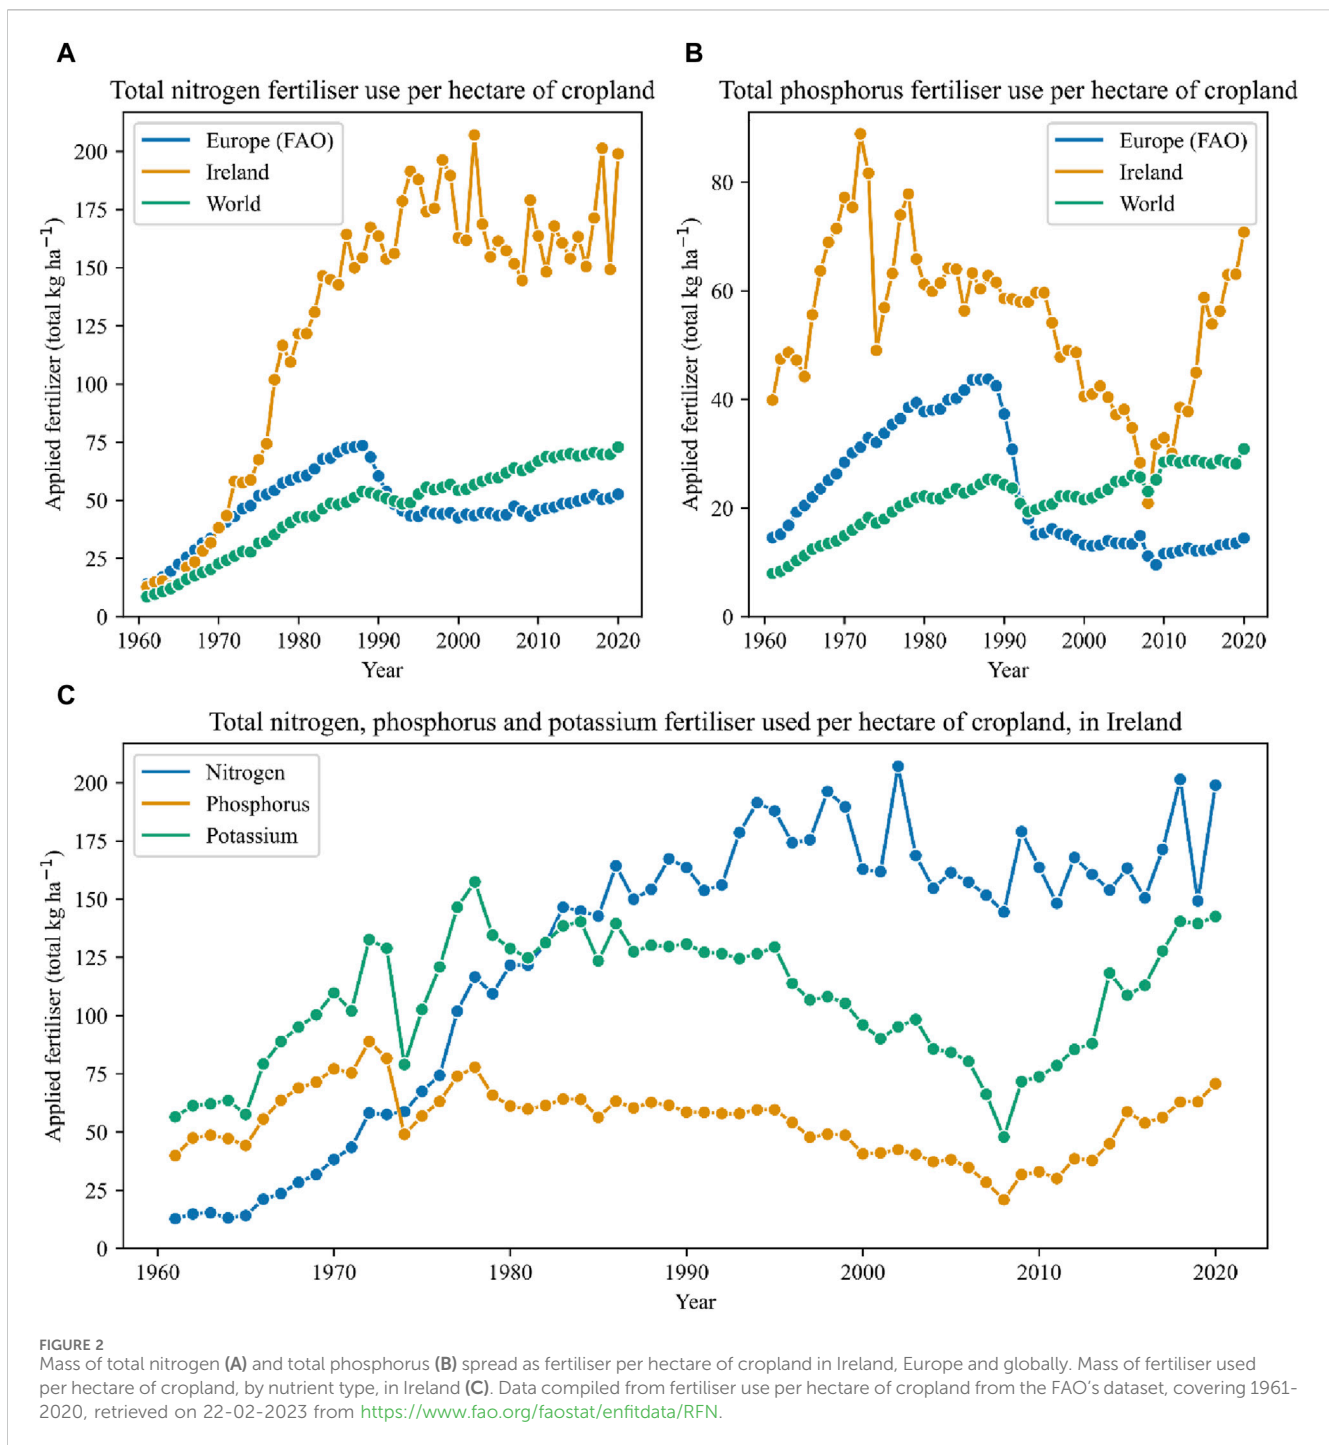 A
Total nitrogen fertiliser use per hectare of cropland
Europe (FAO)
Ireland
World
Applied fertilizer (total kg ha⁻¹)
200
175
150
125
100
75
50
25
0
1960 1970 1980 1990 2000 2010 2020
Year
B
Total phosphorus fertiliser use per hectare of cropland
Europe (FAO)
Ireland
World
Applied fertilizer (total kg ha⁻¹)
80
60
40
20
0
1960 1970 1980 1990 2000 2010 2020
Year
C
Total nitrogen, phosphorus and potassium fertiliser used per hectare of cropland, in Ireland
Nitrogen
Phosphorus
Potassium
Applied fertiliser (total kg ha⁻¹)
200
175
150
125
100
75
50
25
0
1960 1970 1980 1990 2000 2010 2020
Year
FIGURE 2
Mass of total nitrogen (A) and total phosphorus (B) spread as fertiliser per hectare of cropland in Ireland, Europe and globally. Mass of fertiliser used
per hectare of cropland, by nutrient type, in Ireland (C). Data compiled from fertiliser use per hectare of cropland from the FAO's dataset, covering 1961-
2020, retrieved on 22-02-2023 from https://www.fao.org/faostat/enfitdata/RFN.